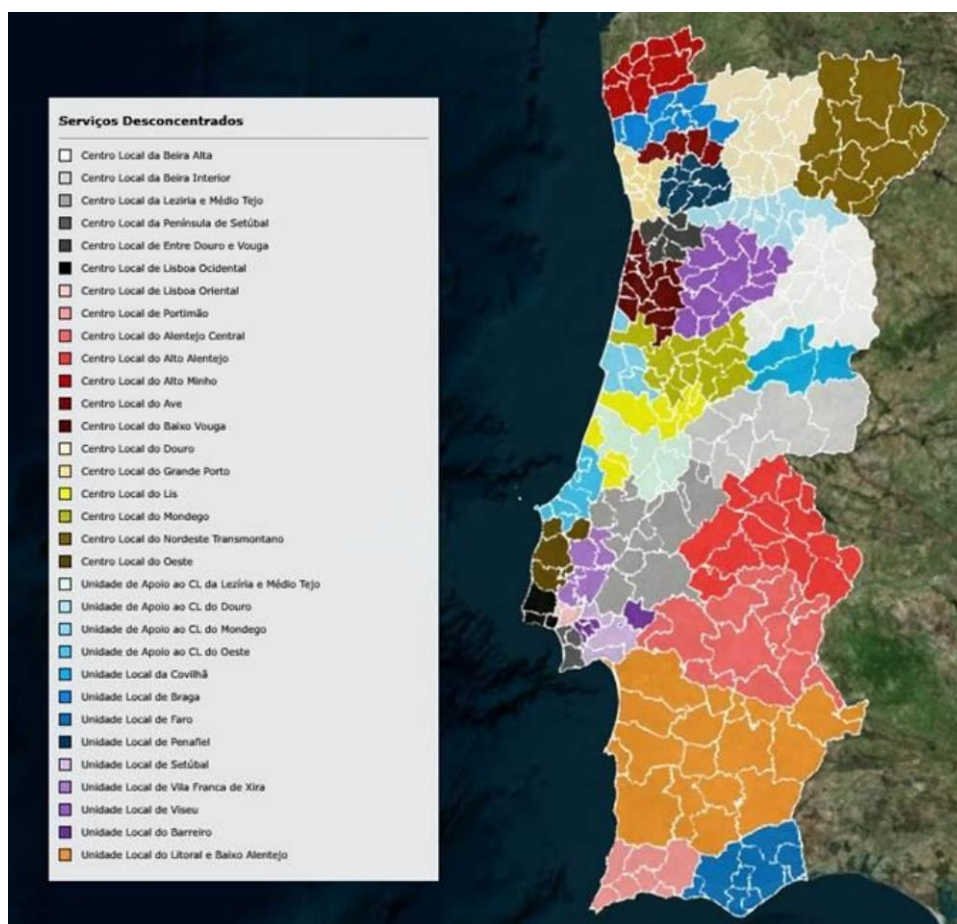 Serviços Desconcentrados
Centro Local da Beira Alta
Centro Local da Beira Interior
Centro Local da Leziria e Médio Tejo
Centro Local da Península de Setúbal
Centro Local de Entre Douro e Vouga
Centro Local de Lisboa Ocidental
Centro Local de Lisboa Oriental
Centro Local de Portimão
Centro Local do Alentejo Central
Centro Local do Alto Alentejo
Centro Local do Alto Minho
Centro Local do Ave
Centro Local do Baixo Vouga
Centro Local do Douro
Centro Local do Grande Porto
Centro Local do Lis
Centro Local do Mondego
Centro Local do Nordeste Transmontano
Centro Local do Oeste
Unidade de Apoio ao CL da Lezíria e Médio Tejo
Unidade de Apoio ao CL do Douro
Unidade de Apoio ao CL do Mondego
Unidade de Apoio ao CL do Oeste
Unidade Local da Covilhã
Unidade Local de Braga
Unidade Local de Faro
Unidade Local de Penafiel
Unidade Local de Setúbal
Unidade Local de Vila Franca de Xira
Unidade Local de Viseu
Unidade Local do Barreiro
Unidade Local do Litoral e Baixo Alentejo